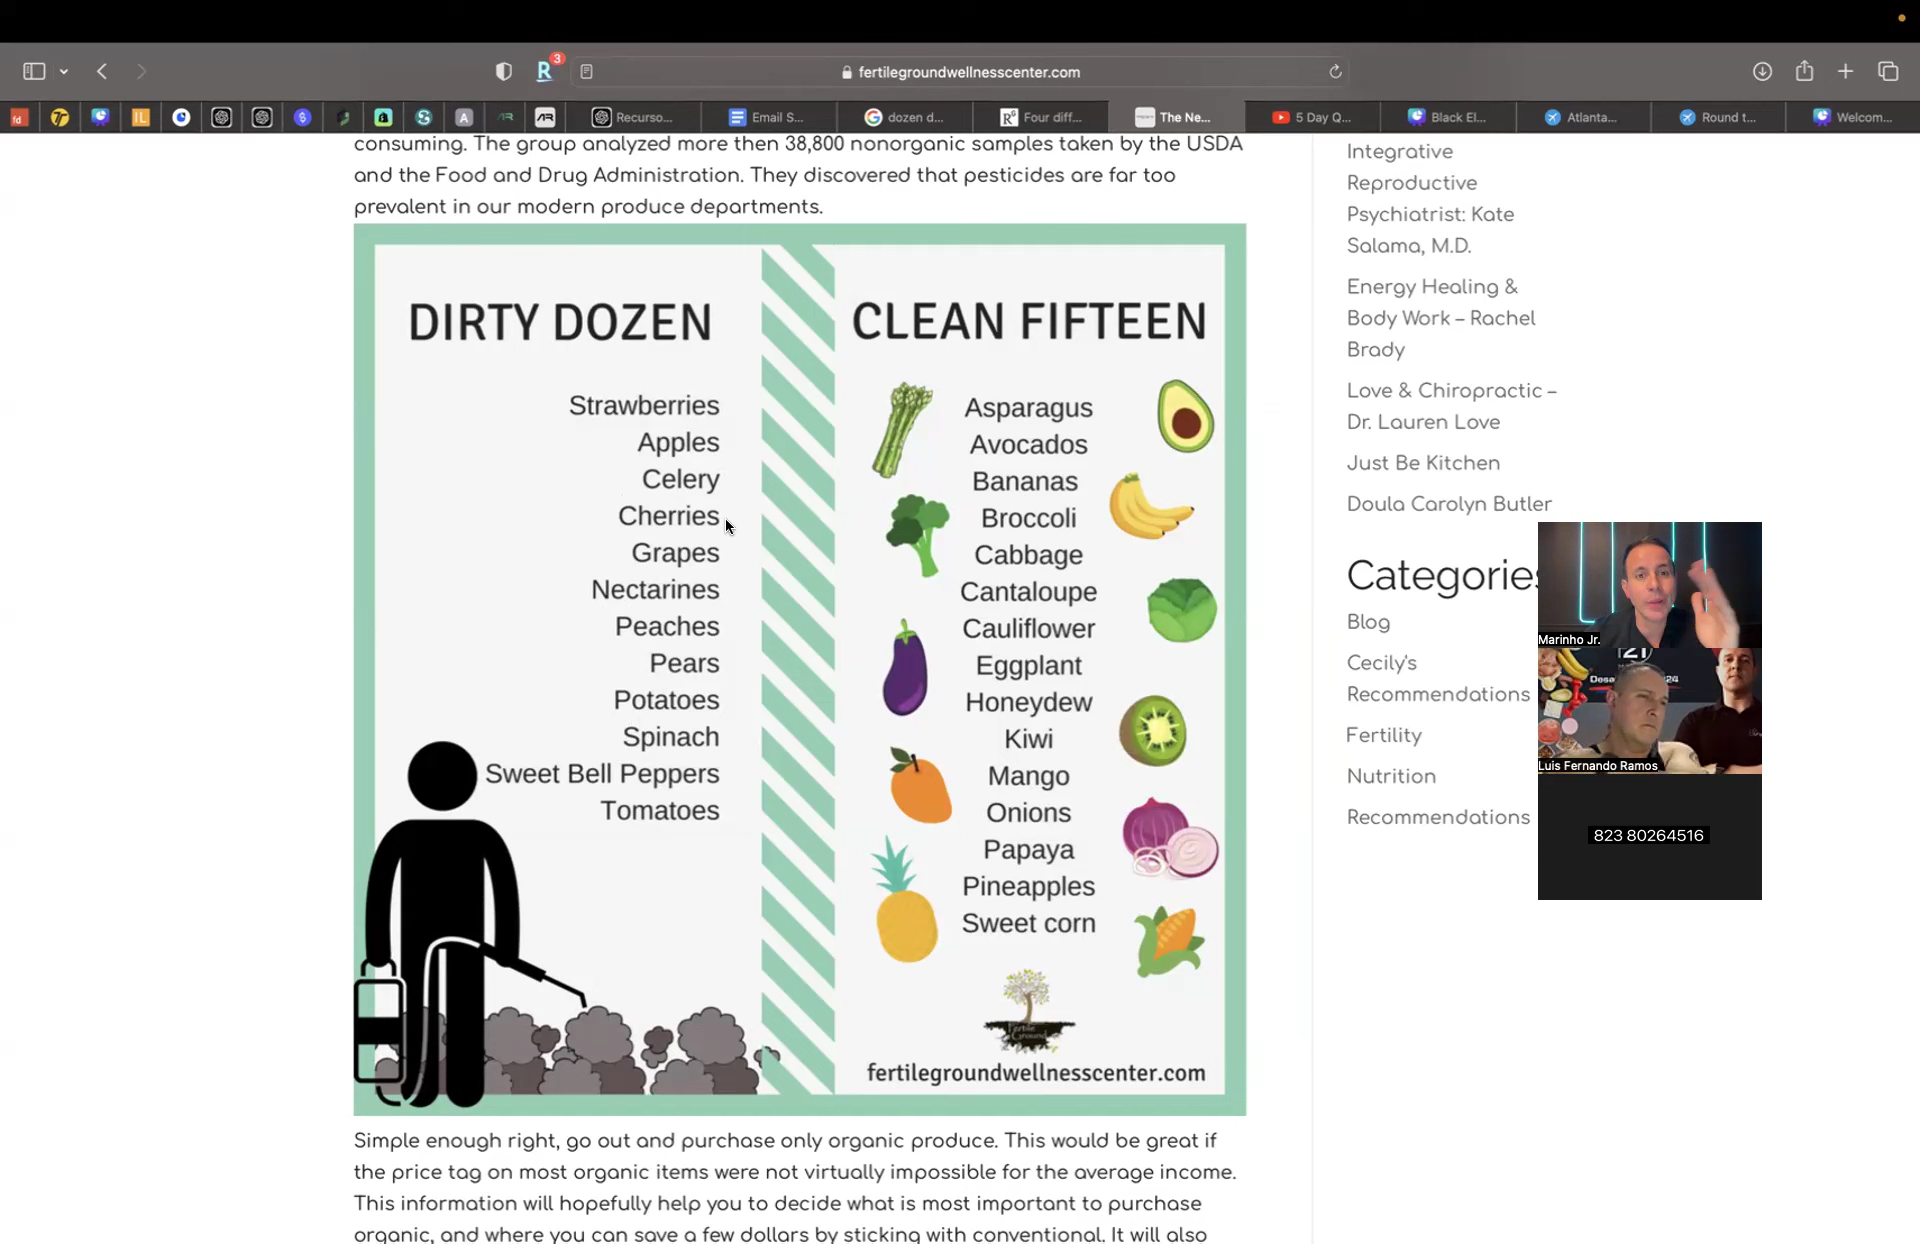 fertilegroundwellnesscenter.com
3
Recurso...
Email S...
dozen d...
Four diff...
The Ne...
5 Day Q...
Black El...
Atlanta...
Round t...
Welcom...
consuming. The group analyzed more then 38,800 nonorganic samples taken by the USDA
and the Food and Drug Administration. They discovered that pesticides are far too
prevalent in our modern produce departments.
DIRTY DOZEN
Strawberries
Apples
Celery
Cherries
Grapes
Nectarines
Peaches
Pears
Potatoes
Spinach
Sweet Bell Peppers
Tomatoes
CLEAN FIFTEEN
Asparagus
Avocados
Bananas
Broccoli
Cabbage
Cantaloupe
Cauliflower
Eggplant
Honeydew
Kiwi
Mango
Onions
Papaya
Pineapples
Sweet corn
Fertile
Ground
fertilegroundwellnesscenter.com
Simple enough right, go out and purchase only organic produce. This would be great if
the price tag on most organic items were not virtually impossible for the average income.
This information will hopefully help you to decide what is most important to purchase
organic, and where you can save a few dollars by sticking with conventional. It will also
Integrative
Reproductive
Psychiatrist: Kate
Salama, M.D.
Energy Healing &
Body Work – Rachel
Brady
Love & Chiropractic –
Dr. Lauren Love
Just Be Kitchen
Doula Carolyn Butler
Categories
Blog
Cecily's
Recommendations
Fertility
Nutrition
Recommendations
Marinho Jr.
21
Desa
24
Luis Fernando Ramos
823 80264516